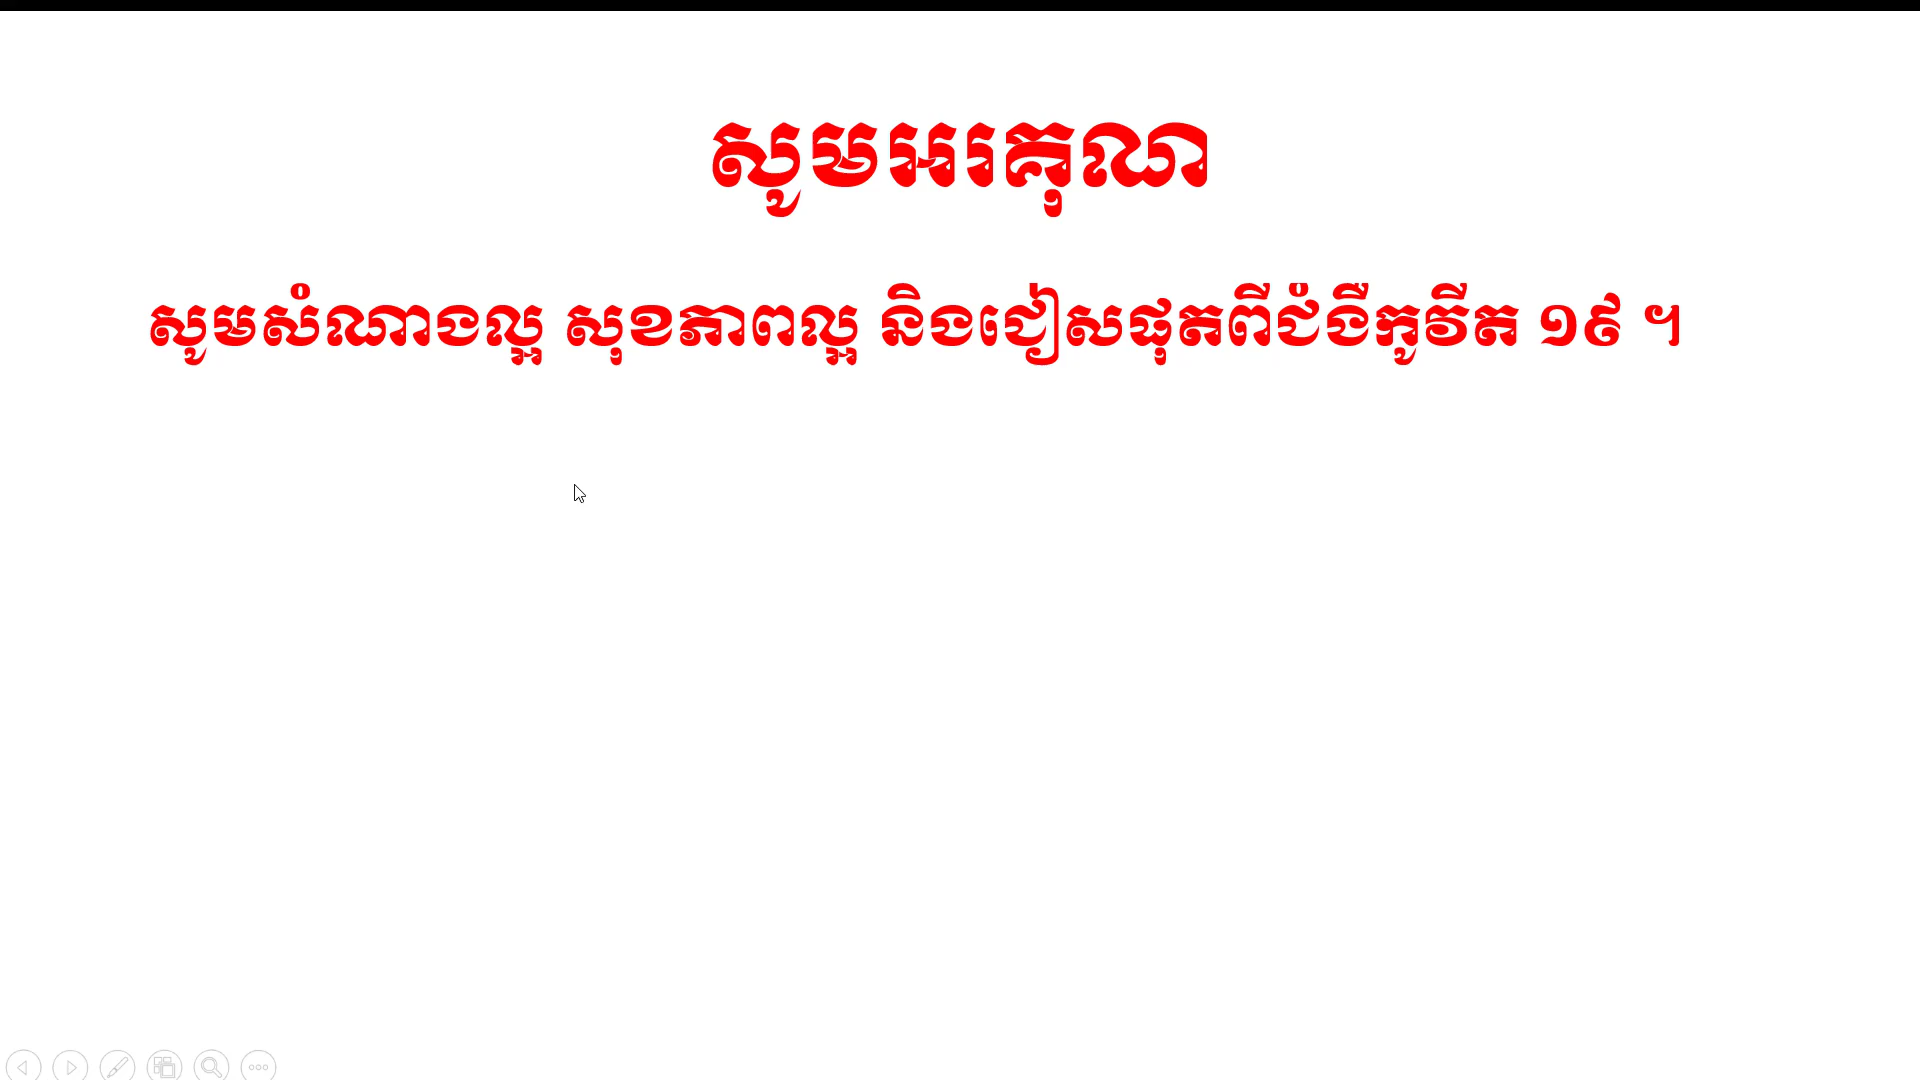 សូមអរគុណ
សូមសំណាងល្អ សុខភាពល្អ និងជៀសផុតពីជំងឺកូវីត ១៩ ។